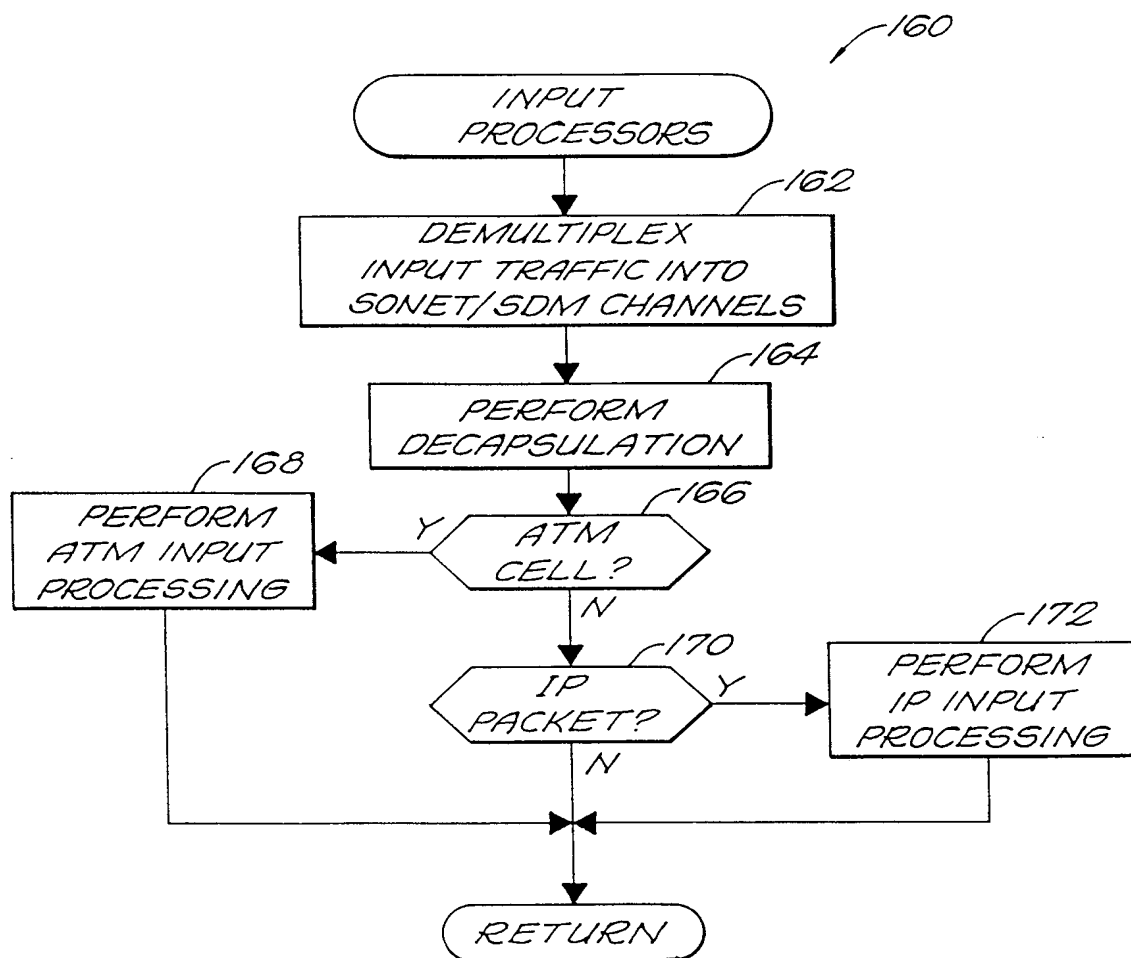 160
INPUT
PROCESSORS
162
DEMULTIPLEX
INPUT TRAFFIC INTO
SONET/SDM CHANNELS
164
PERFORM
DECAPSULATION
166
ATM
CELL?
Y
N
168
PERFORM
ATM INPUT
PROCESSING
170
IP
PACKET?
Y
N
172
PERFORM
IP INPUT
PROCESSING
RETURN